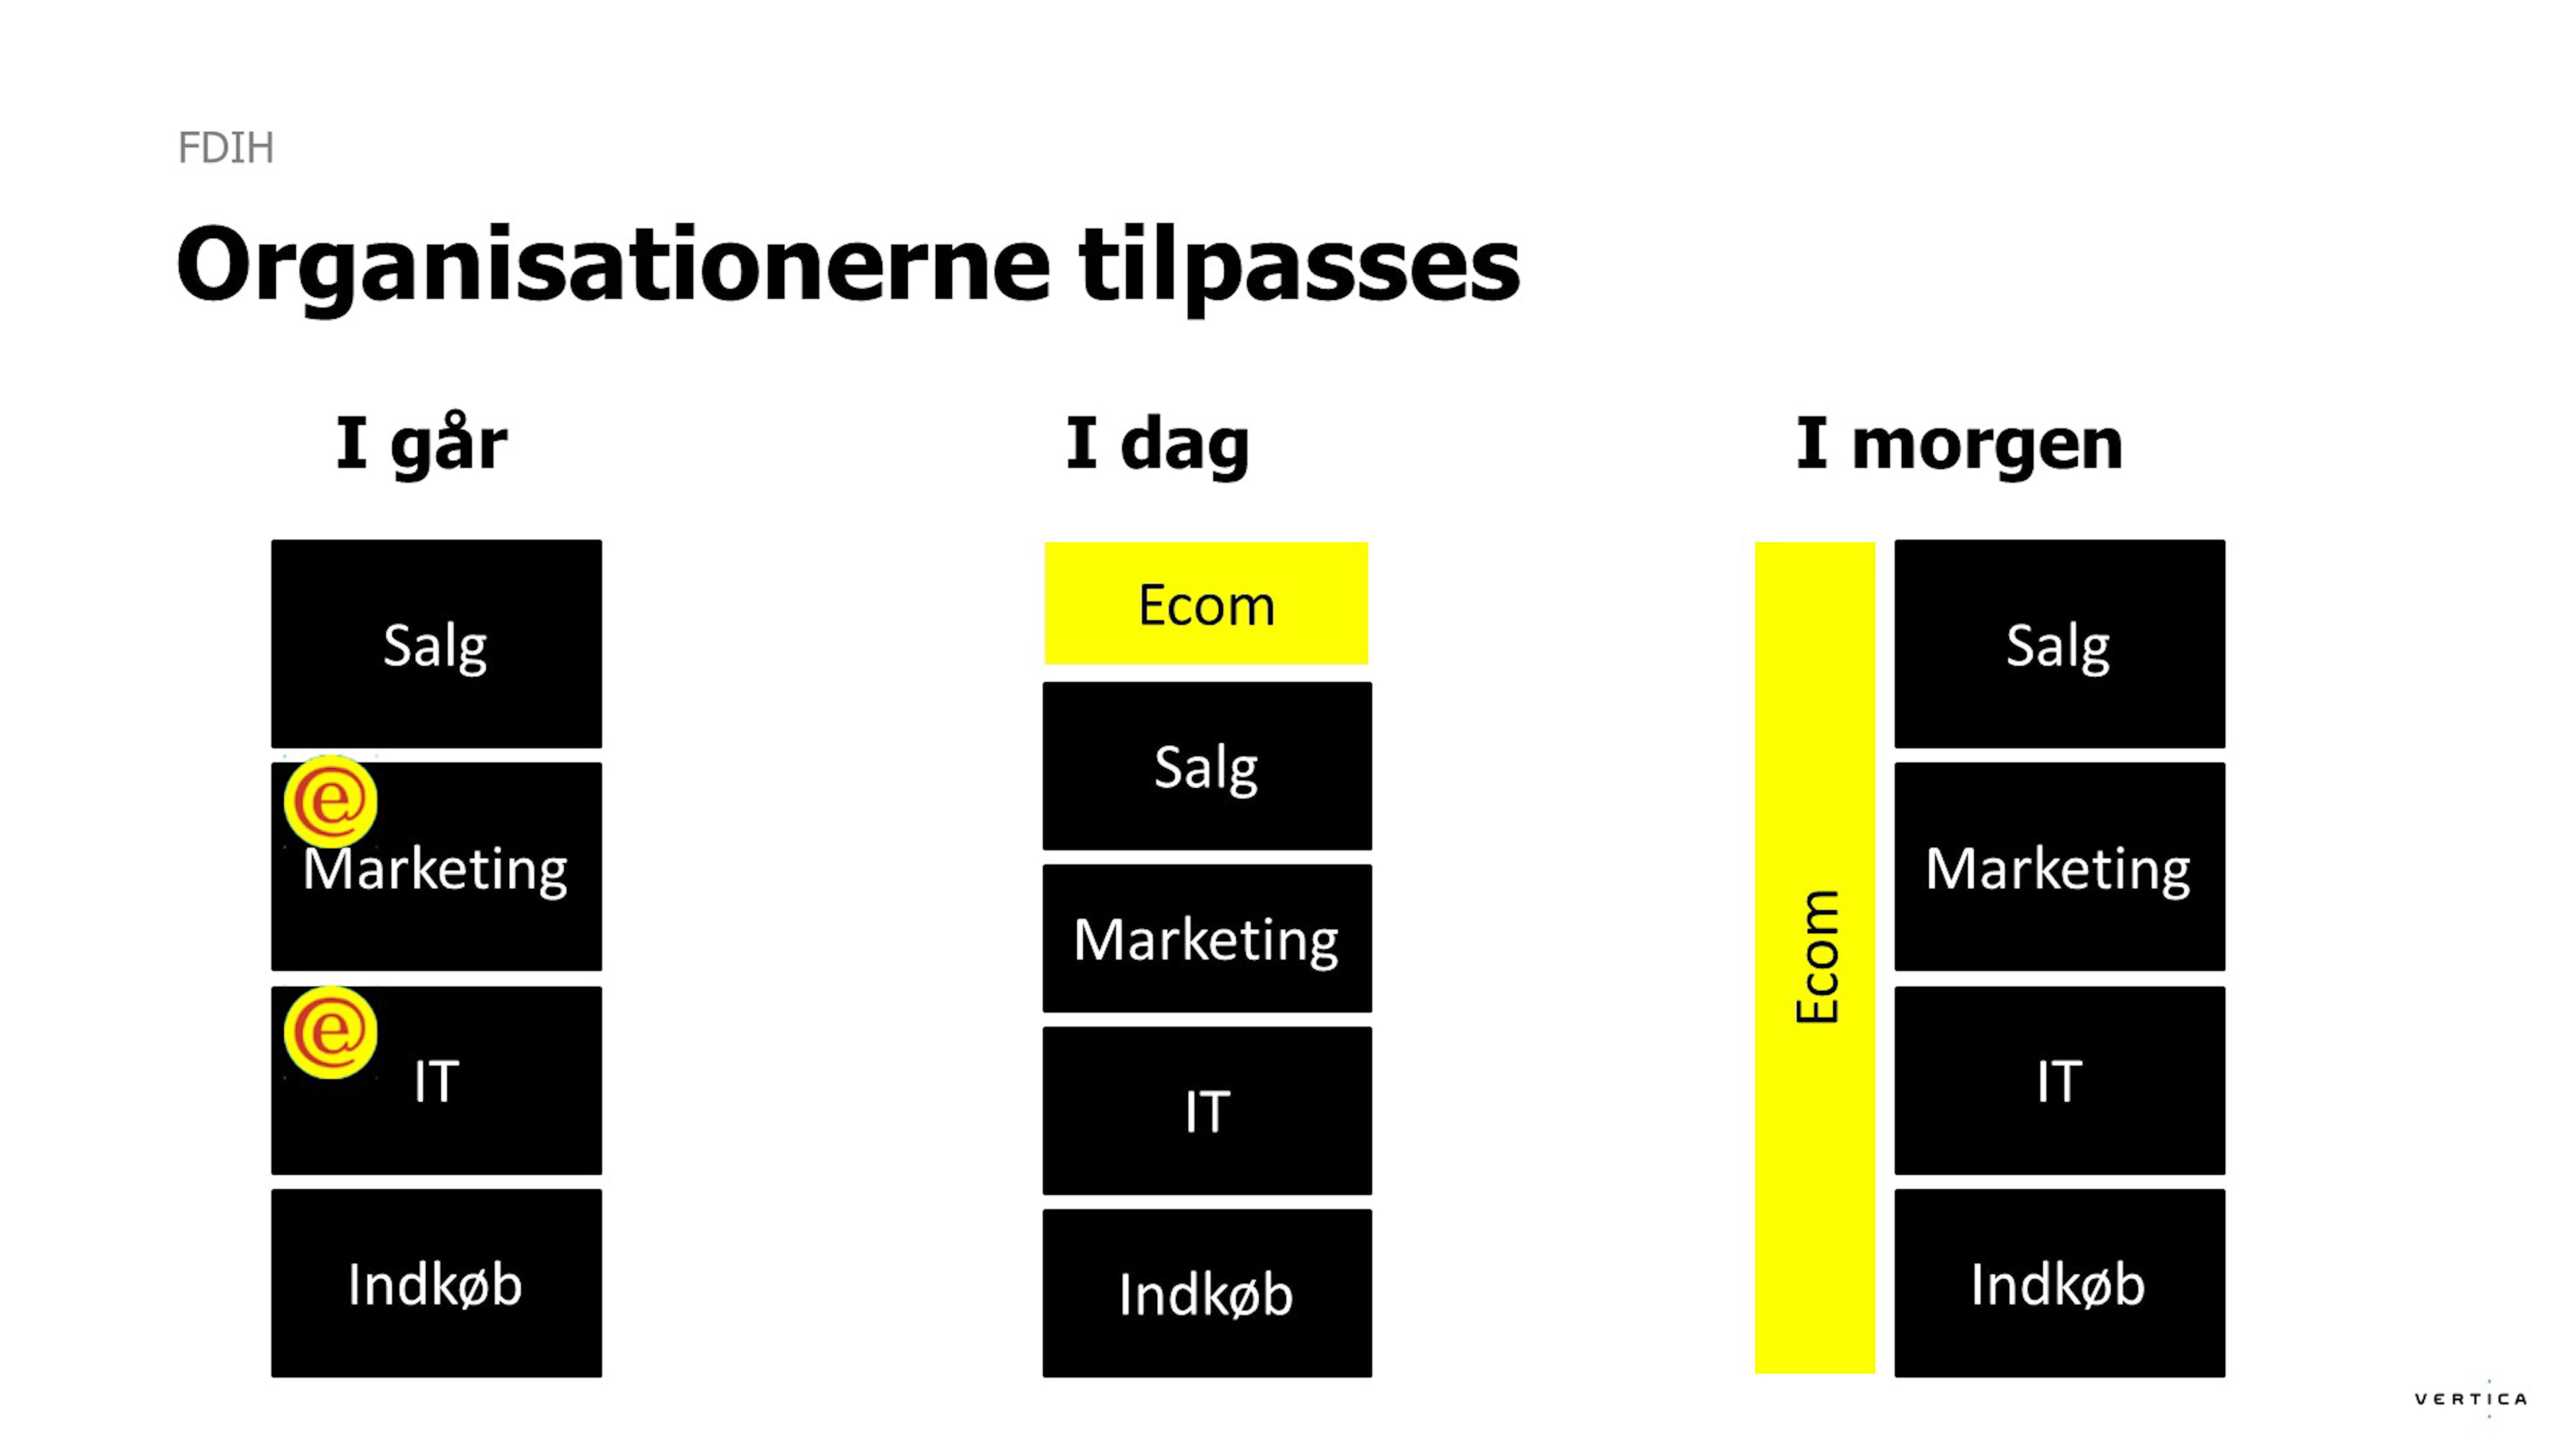 FDIH
Organisationerne tilpasses
I går
Salg
@
Marketing
@
IT
Indkøb
I dag
Ecom
Salg
Marketing
IT
Indkøb
I morgen
Ecom
Salg
Marketing
IT
Indkøb
VERTICA